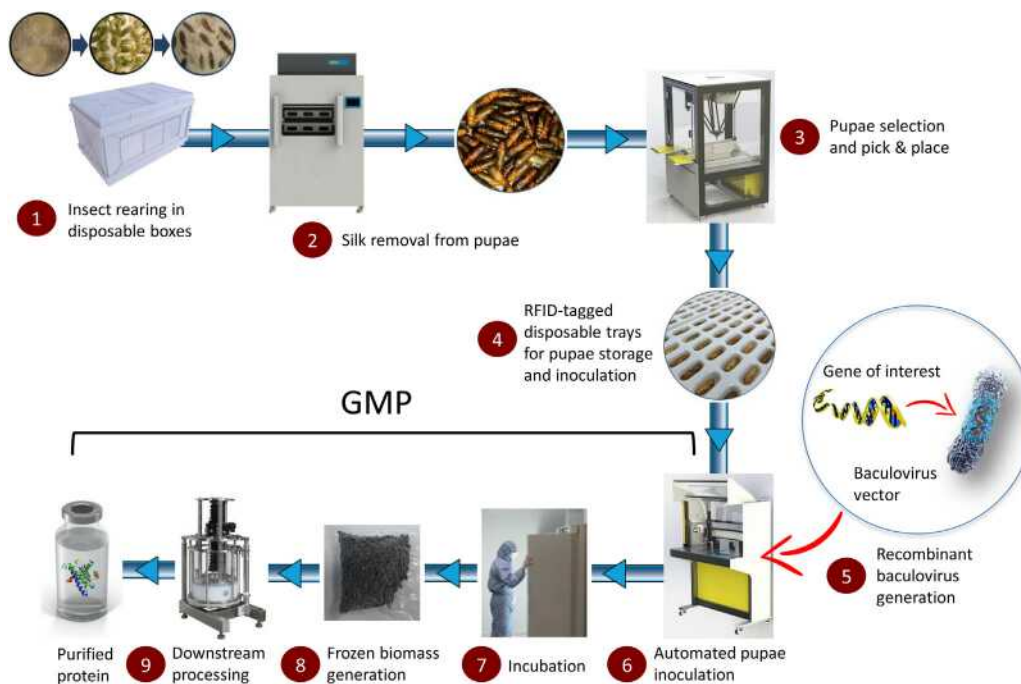 1
Insect rearing in
disposable boxes
2
Silk removal from pupae
3
Pupae selection
and pick & place
4
RFID-tagged
disposable trays
for pupae storage
and inoculation
Gene of interest
Baculovirus
vector
5
Recombinant
baculovirus
generation
GMP
Purified
protein
9
Downstream
processing
8
Frozen biomass
generation
7
Incubation
6
Automated pupae
inoculation